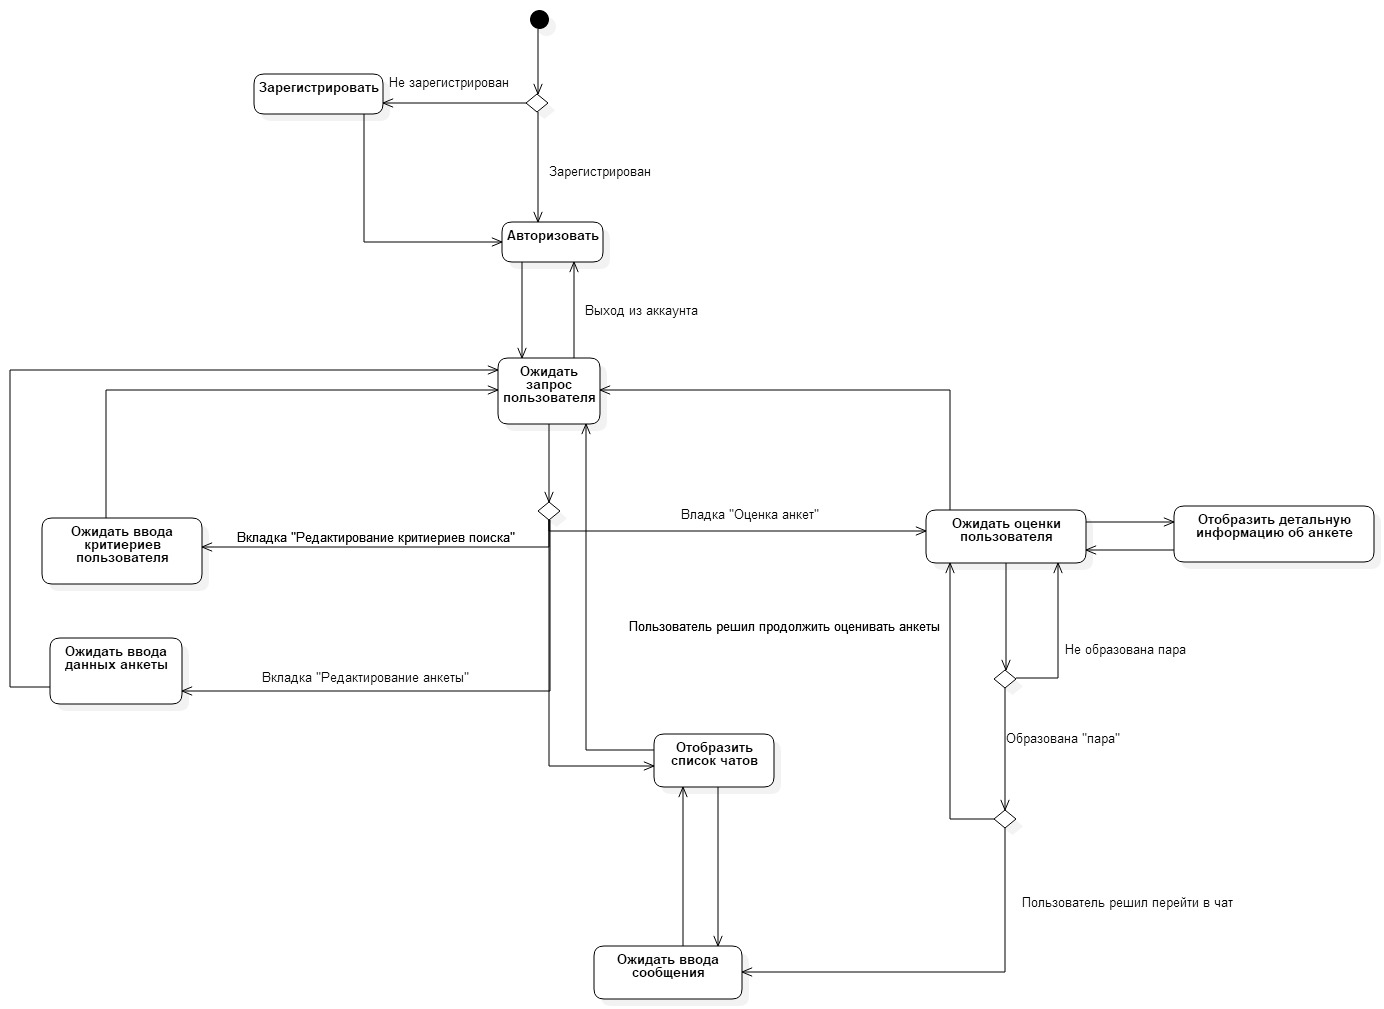 Зарегистрировать
Не зарегистрирован
Зарегистрирован
Авторизовать
Выход из аккаунта
Ожидать
запрос
пользователя
Ожидать ввода
критиериев
пользователя
Вкладка "Редактирование критиериев поиска"
Владка "Оценка анкет"
Ожидать оценки
пользователя
Отобразить детальную
информацию об анкете
Пользователь решил продолжить оценивать анкеты
Не образована пара
Ожидать ввода
данных анкеты
Вкладка "Редактирование анкеты"
Образована "пара"
Отобразить
список чатов
Пользователь решил перейти в чат
Ожидать ввода
сообщения